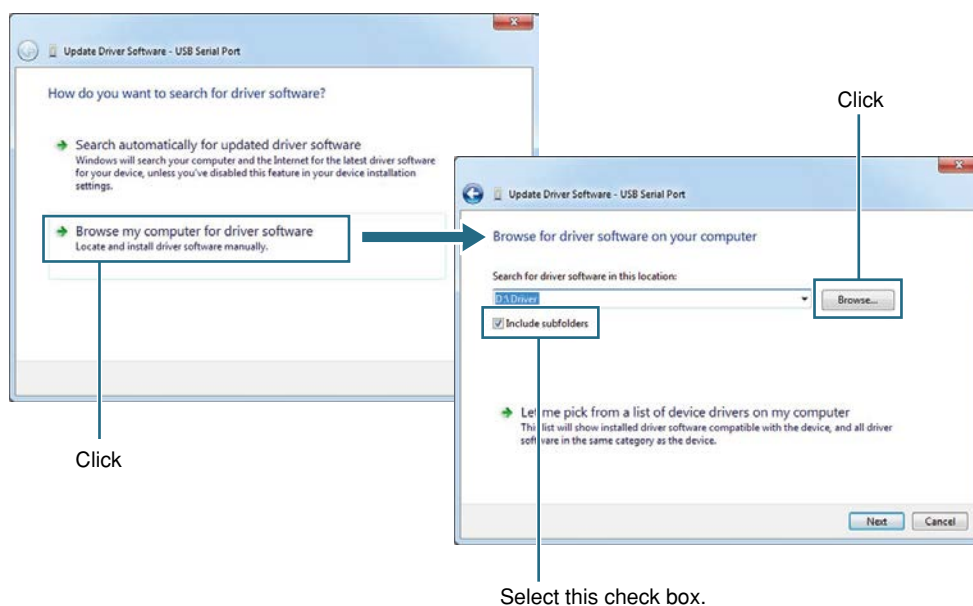 Update Driver Software - USB Serial Port
How do you want to search for driver software?
Search automatically for updated driver software
Windows will search your computer and the Internet for the latest driver software
for your device, unless you've disabled this feature in your device installation
settings.
Browse my computer for driver software
Locate and install driver software manually.
Click
Click
Update Driver Software - USB Serial Port
Browse for driver software on your computer
Search for driver software in this location:
D:\Driver
Browse...
Include subfolders
Let me pick from a list of device drivers on my computer
This list will show installed driver software compatible with the device, and all driver
software in the same category as the device.
Next
Cancel
Select this check box.